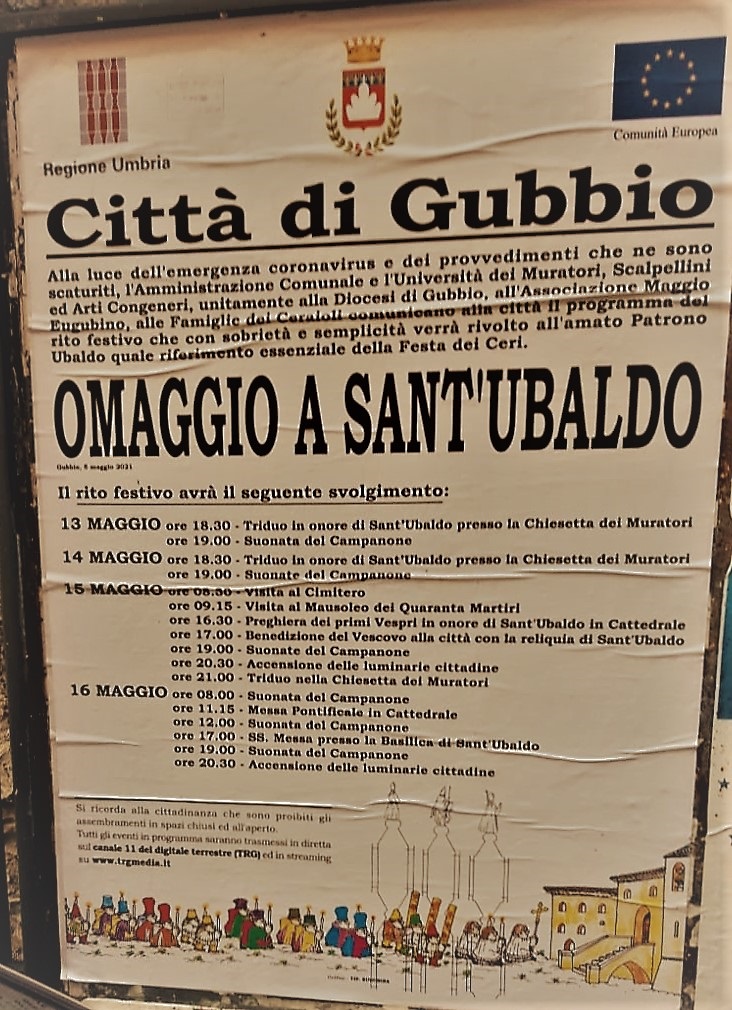 Regione Umbria
Comunità Europea
Città di Gubbio
Alla luce dell'emergenza coronavirus e dei provvedimenti che ne sono
scaturiti, l'Amministrazione Comunale e l'Università dei Muratori, Scalpellini
ed Arti Congeneri, unitamente alla Diocesi di Gubbio, all'Associazione Maggio
Eugubino, alle Famiglie dei Ceraioli comunicano alla città il programma del
rito festivo che con sobrietà e semplicità verrà rivolto all'amato Patrono
Ubaldo quale riferimento essenziale della Festa dei Ceri.
OMAGGIO A SANT'UBALDO
Gubbio, 8 maggio 2021
Il rito festivo avrà il seguente svolgimento:
13 MAGGIO ore 18.30 - Triduo in onore di Sant'Ubaldo presso la Chiesetta dei Muratori
ore 19.00 - Suonata del Campanone
14 MAGGIO ore 18.30 - Triduo in onore di Sant'Ubaldo presso la Chiesetta dei Muratori
ore 19.00 - Suonate del Campanone
15 MAGGIO ore 08.30 - Visita al Cimitero
ore 09.15 - Visita al Mausoleo dei Quaranta Martiri
ore 16.30 - Preghiera dei primi Vespri in onore di Sant'Ubaldo in Cattedrale
ore 17.00 - Benedizione del Vescovo alla città con la reliquia di Sant'Ubaldo
ore 19.00 - Suonate del Campanone
ore 20.30 - Accensione delle luminarie cittadine
ore 21.00 - Triduo nella Chiesetta dei Muratori
16 MAGGIO ore 08.00 - Suonata del Campanone
ore 11.15 - Messa Pontificale in Cattedrale
ore 12.00 - Suonata del Campanone
ore 17.00 - SS. Messa presso la Basilica di Sant'Ubaldo
ore 19.00 - Suonata del Campanone
ore 20.30 - Accensione delle luminarie cittadine
Si ricorda alla cittadinanza che sono proibiti gli
assembramenti in spazi chiusi ed all'aperto.
Tutti gli eventi in programma saranno trasmessi in diretta
sul canale 11 del digitale terrestre (TRG) ed in streaming
su www.trgmedia.it